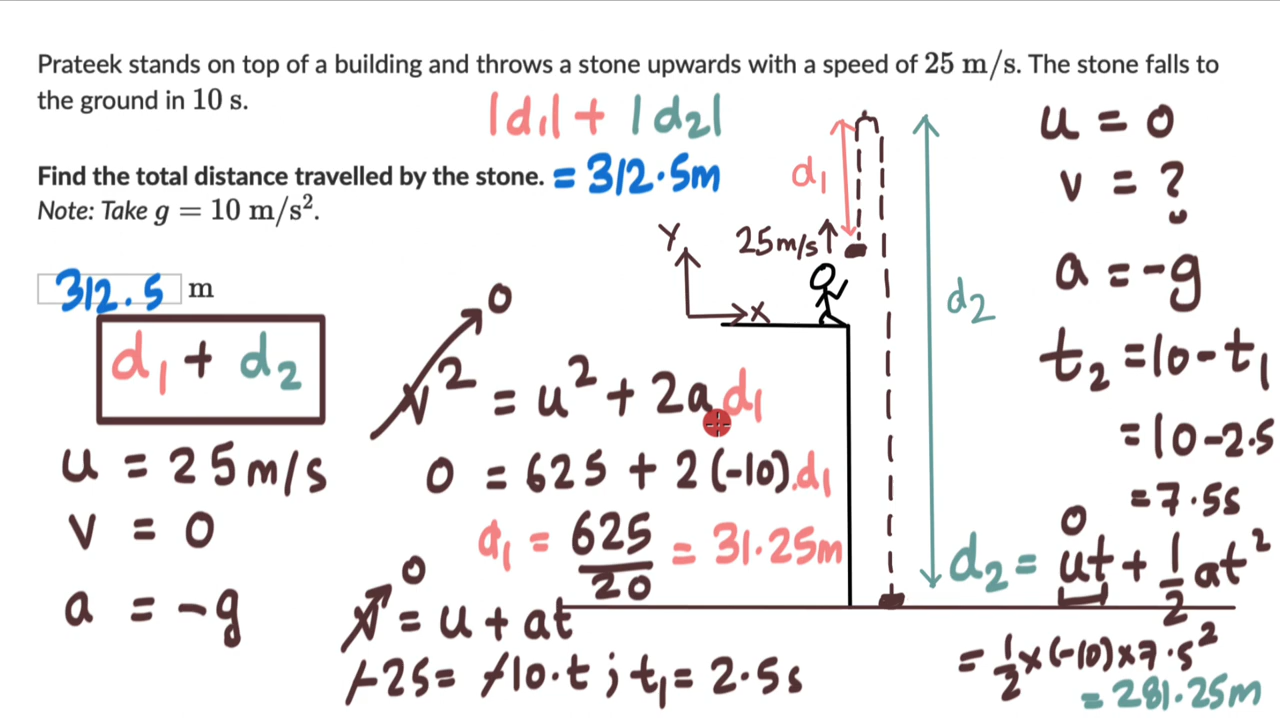 Prateek stands on top of a building and throws a stone upwards with a speed of 25 m/s. The stone falls to
the ground in 10 s.
|d₁| + |d₂|
Find the total distance travelled by the stone. = 312.5m
Note: Take g = 10 m/s².
312.5 m
d₁ + d₂
u = 25m/s
v = 0
a = -g
v² 0 = u² + 2a d₁
0 = 625 + 2(-10).d₁
d₁ = 625/20 = 31.25m
v 0 = u + at
-25 = -10.t ; t₁ = 2.5s
Y
X
25m/s↑
d₁
d₂
u = 0
v = ?
a = -g
t₂ = 10-t₁
= 10-2.5
= 7.5s
0
d₂ = ut + 1/2 at²
= 1/2 x (-10) x 7.5²
= 281.25m